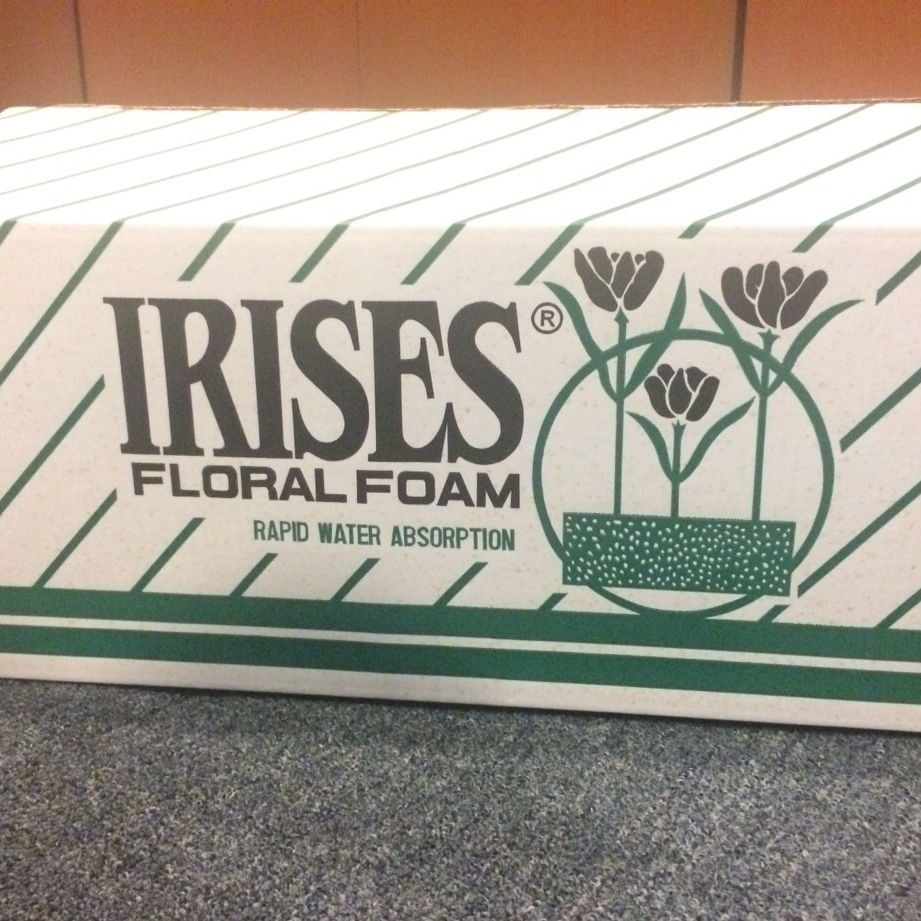 IRISES®
FLORAL FOAM
RAPID WATER ABSORPTION